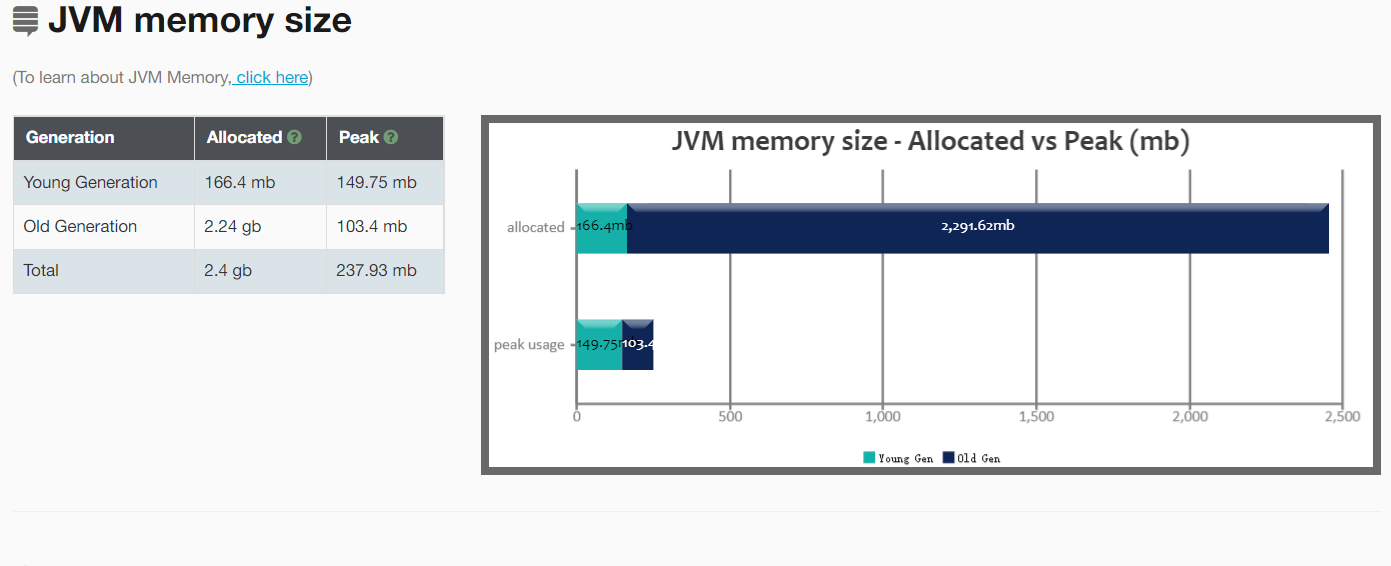 JVM memory size
(To learn about JVM Memory, click here)
Generation Allocated ? Peak ?
Young Generation 166.4 mb 149.75 mb
Old Generation 2.24 gb 103.4 mb
Total 2.4 gb 237.93 mb
JVM memory size - Allocated vs Peak (mb)
allocated 166.4mb 2,291.62mb
peak usage 149.75 103.4
0 500 1,000 1,500 2,000 2,500
Young Gen Old Gen